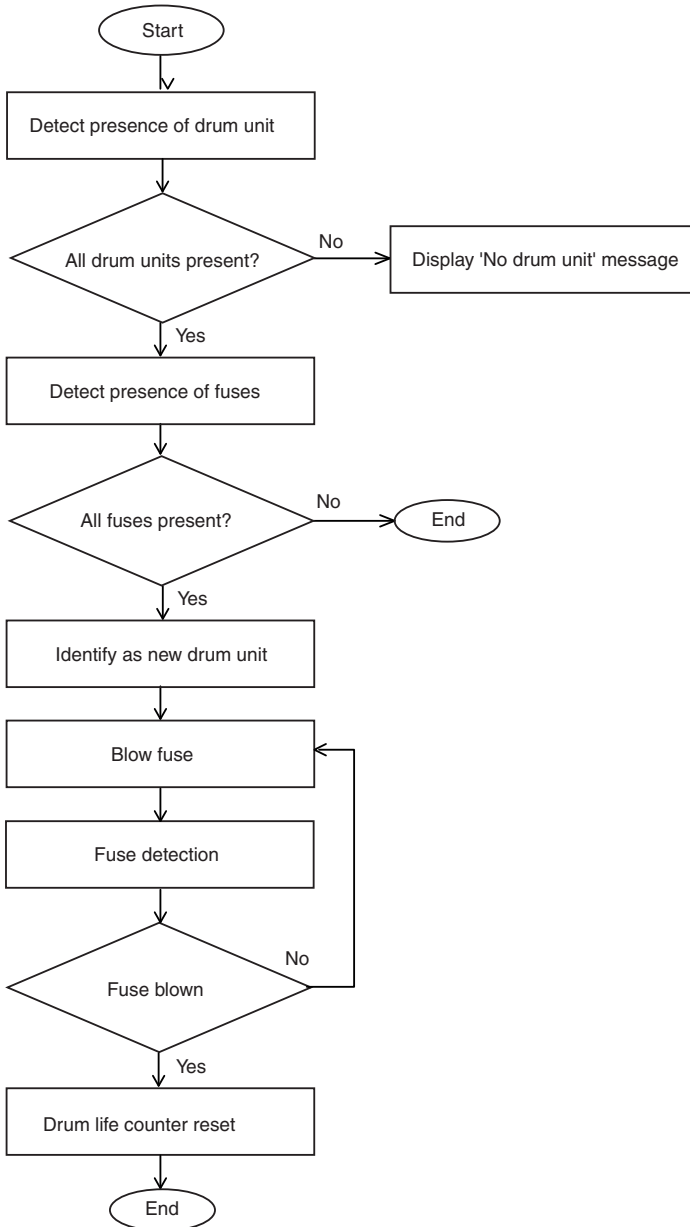 Start
Detect presence of drum unit
All drum units present?
No
Display 'No drum unit' message
Yes
Detect presence of fuses
All fuses present?
No
End
Yes
Identify as new drum unit
Blow fuse
Fuse detection
Fuse blown
No
Yes
Drum life counter reset
End